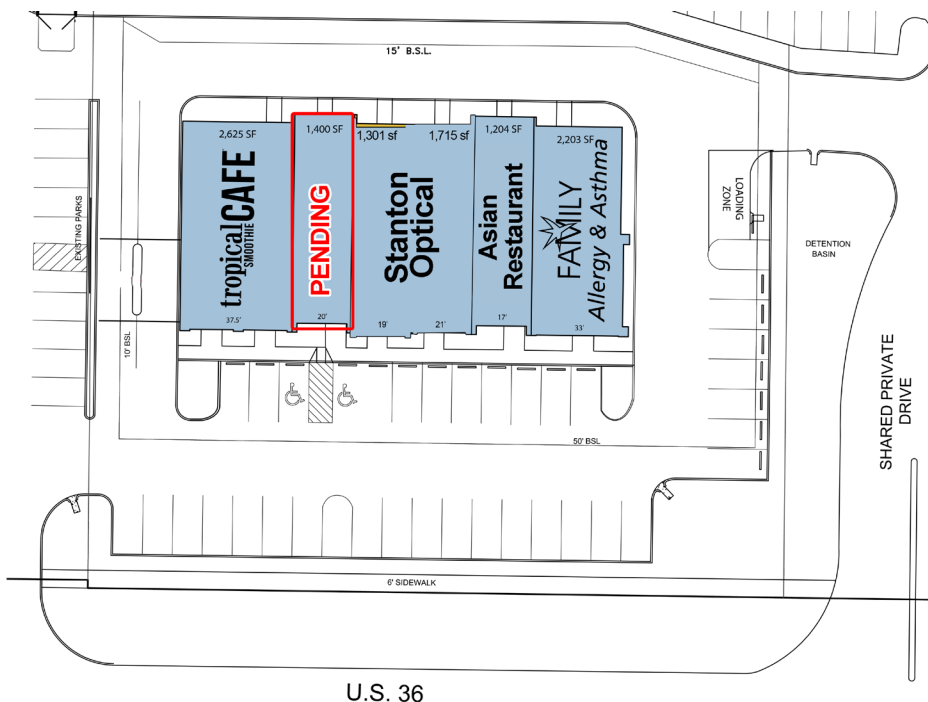 15' B.S.L.
2,625 SF
1,400 SF
1,301 sf
1,715 sf
1,204 SF
2,203 SF
tropical
SMOOTHIE
CAFE
PENDING
Stanton
Optical
Asian
Restaurant
FAMILY
Allergy & Asthma
37.5'
20'
19'
21'
17'
33'
EXISTING PARKS
10' BSL
LOADING
ZONE
DETENTION
BASIN
50' BSL
SHARED PRIVATE
DRIVE
6' SIDEWALK
U.S. 36